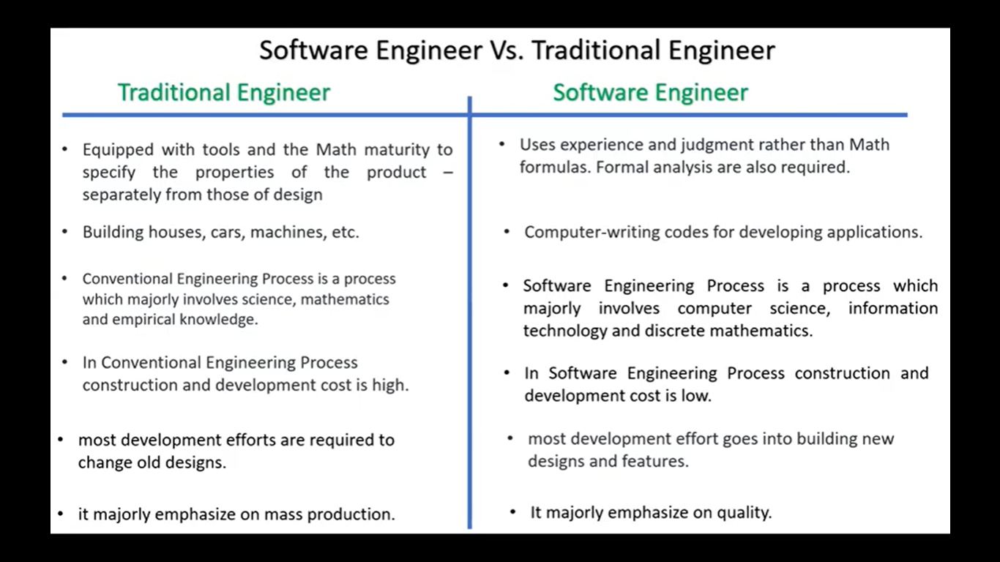 Software Engineer Vs. Traditional Engineer
Traditional Engineer
• Equipped with tools and the Math maturity to
specify the properties of the product –
separately from those of design
• Building houses, cars, machines, etc.
• Conventional Engineering Process is a process
which majorly involves science, mathematics
and empirical knowledge.
• In Conventional Engineering Process
construction and development cost is high.
• most development efforts are required to
change old designs.
• it majorly emphasize on mass production.
Software Engineer
• Uses experience and judgment rather than Math
formulas. Formal analysis are also required.
• Computer-writing codes for developing applications.
• Software Engineering Process is a process which
majorly involves computer science, information
technology and discrete mathematics.
• In Software Engineering Process construction and
development cost is low.
• most development effort goes into building new
designs and features.
• It majorly emphasize on quality.